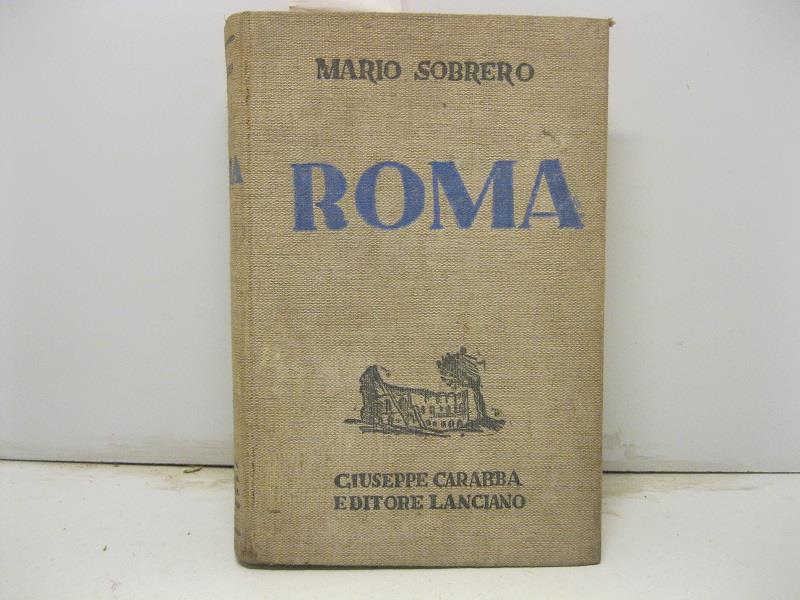 MARIO SOBRERO
ROMA
GIUSEPPE CARABBA
EDITORE LANCIANO